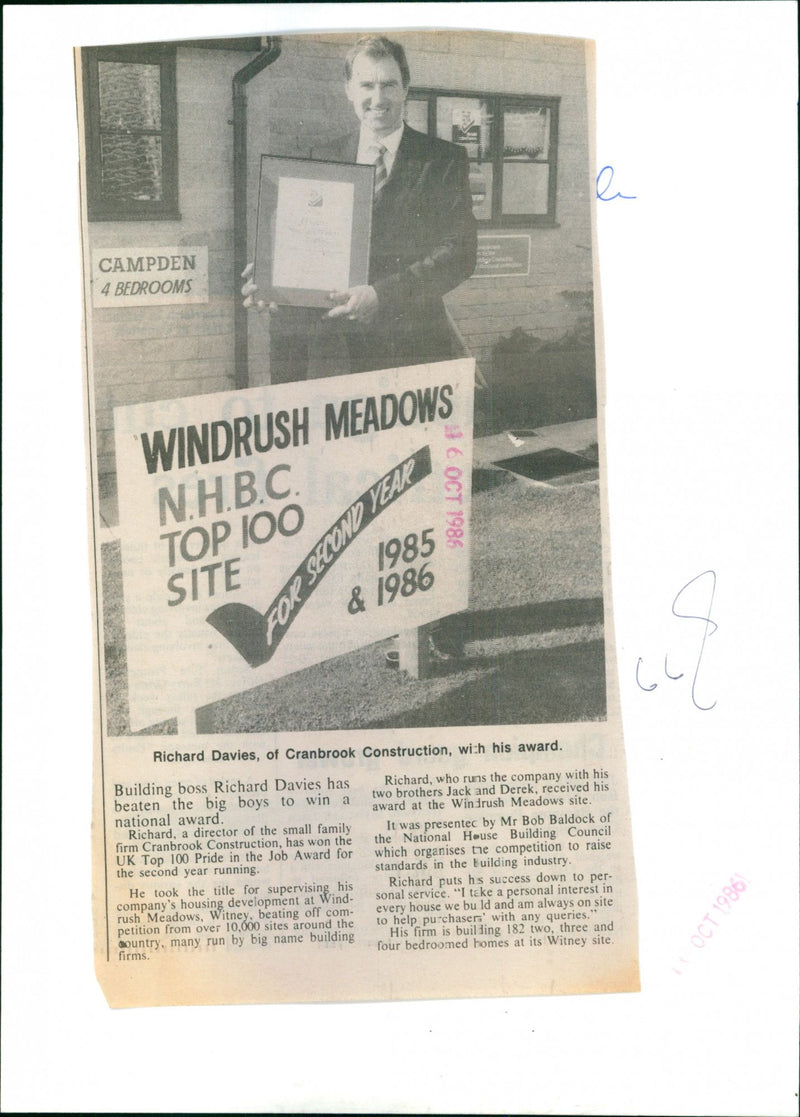 CAMPDEN
4 BEDROOMS
"WINDRUSH MEADOWS"
N.H.B.C.
TOP 100
SITE
FOR SECOND YEAR
1985
& 1986
6 OCT 1986
Richard Davies, of Cranbrook Construction, with his award.
Building boss Richard Davies has
beaten the big boys to win a
national award.
Richard, a director of the small family
firm Cranbrook Construction, has won the
UK Top 100 Pride in the Job Award for
the second year running.
He took the title for supervising his
company's housing development at Wind-
rush Meadows, Witney, beating off com-
petition from over 10,000 sites around the
country, many run by big name building
firms.
Richard, who runs the company with his
two brothers Jack and Derek, received his
award at the Windrush Meadows site.
It was presented by Mr Bob Baldock of
the National House Building Council
which organises the competition to raise
standards in the building industry.
Richard puts his success down to per-
sonal service. "I take a personal interest in
every house we build and am always on site
to help purchasers' with any queries."
His firm is building 182 two, three and
four bedroomed homes at its Witney site.
OCT 1986